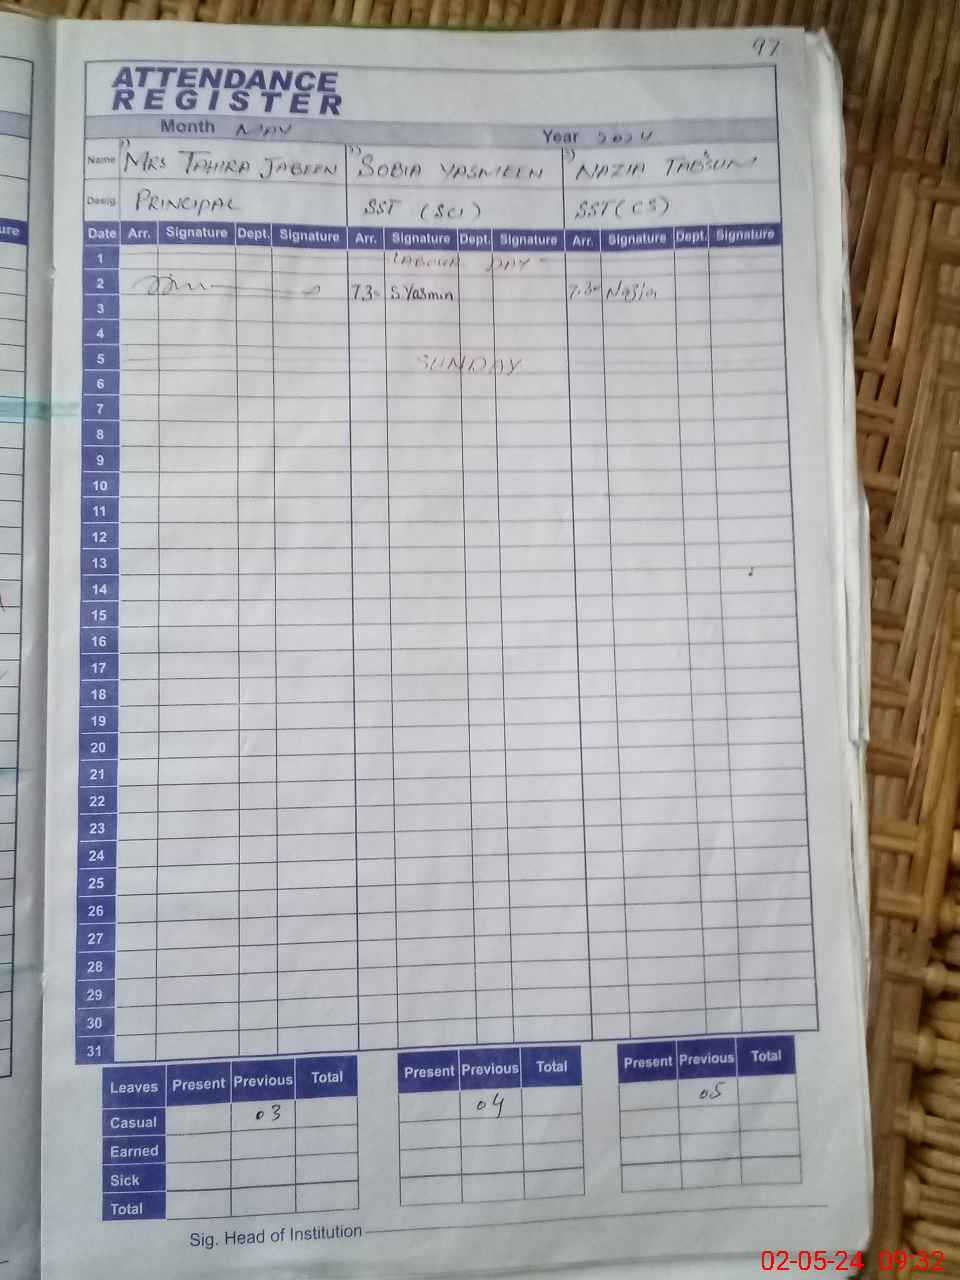 97
ATTENDANCE
REGISTER
Month MAY Year 2024
Name MRS TAHIRA JABEEN SOBIA YASMEEN NAZIA TABSUM
Desig. PRINCIPAL SST (SCI) SST (CS)
ure Date Arr. Signature Dept. Signature Arr. Signature Dept. Signature Arr. Signature Dept. Signature
1 LABOUR DAY
2 7.30 S.Yasmin 7.30 Nazia
3
4
5 SUNDAY
6
7
8
9
10
11
12
13
14
15
16
17
18
19
20
21
22
23
24
25
26
27
28
29
30
31
Leaves Present Previous Total Present Previous Total Present Previous Total
Casual 03 04 05
Earned
Sick
Total
Sig. Head of Institution
02-05-24 09:32